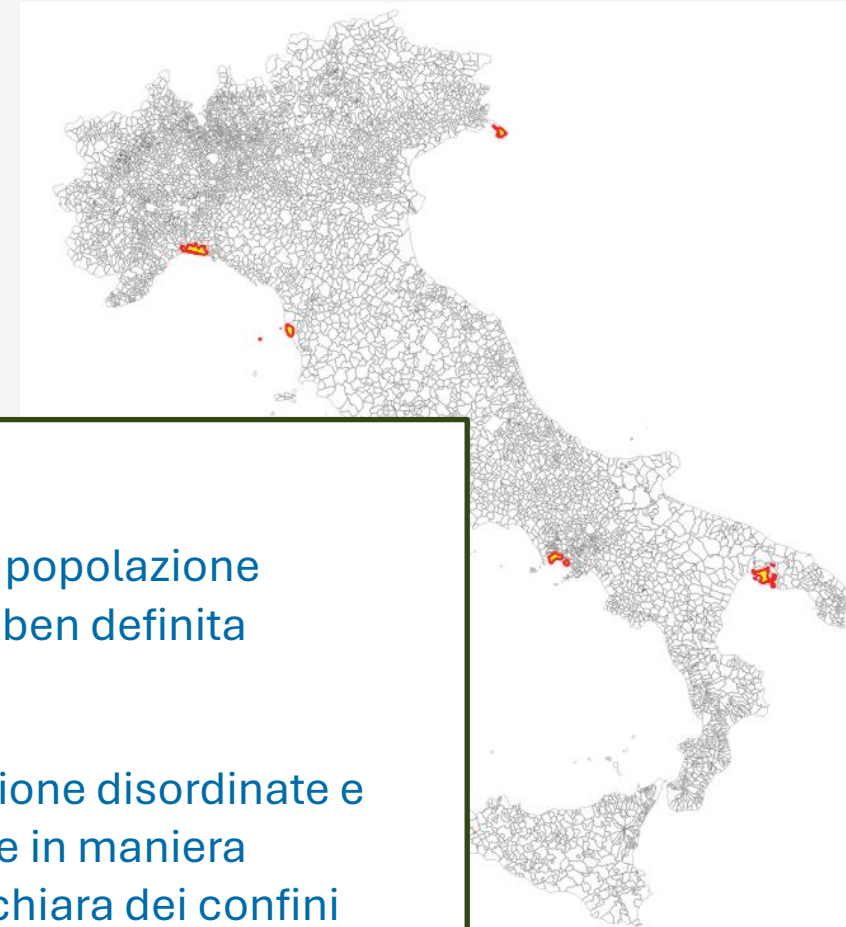 popolazione
ben definita
ione disordinate e
e in maniera
chiara dei confini